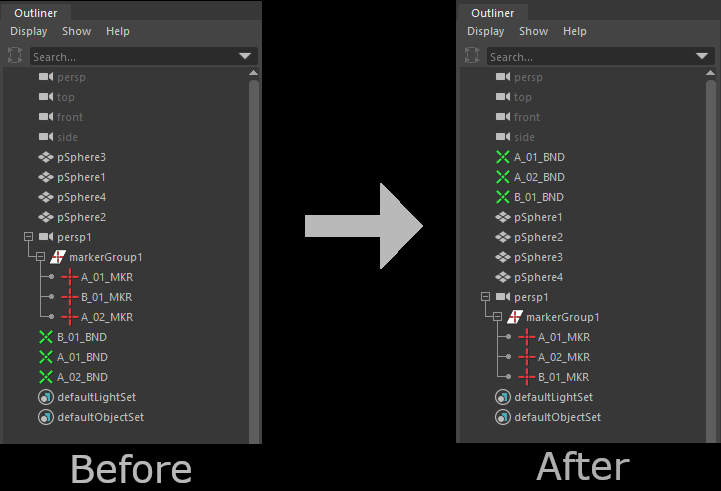 Outliner
Display Show Help
Search...
persp
top
front
side
pSphere3
pSphere1
pSphere4
pSphere2
persp1
markerGroup1
A_01_MKR
B_01_MKR
A_02_MKR
B_01_BND
A_01_BND
A_02_BND
defaultLightSet
defaultObjectSet
Before
Outliner
Display Show Help
Search...
persp
top
front
side
A_01_BND
A_02_BND
B_01_BND
pSphere1
pSphere2
pSphere3
pSphere4
persp1
markerGroup1
A_01_MKR
A_02_MKR
B_01_MKR
defaultLightSet
defaultObjectSet
After